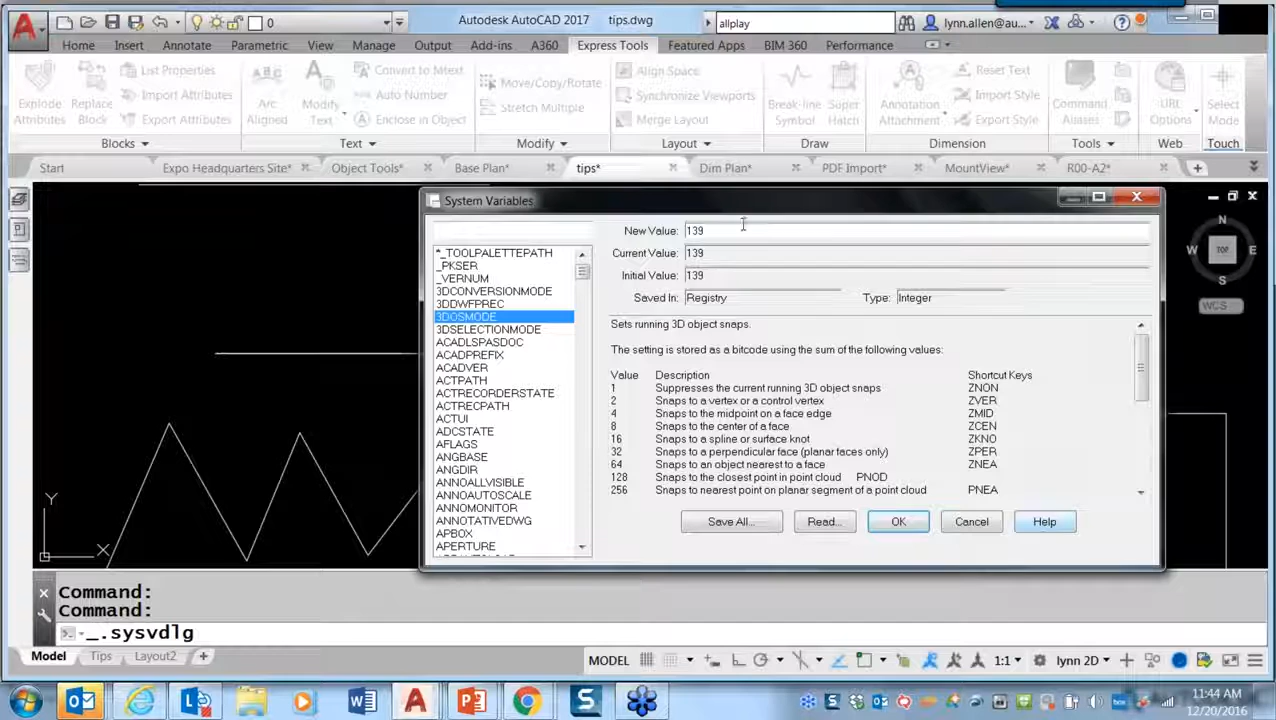 Autodesk AutoCAD 2017 tips.dwg
allplay
lynn.allen@au...
0
Home Insert Annotate Parametric View Manage Output Add-ins A360 Express Tools Featured Apps BIM 360 Performance
Explode Attributes
Replace Block
List Properties
Import Attributes
Export Attributes
Blocks
Arc Aligned
Modify Text
Convert to Mtext
Auto Number
Enclose in Object
Text
Move/Copy/Rotate
Stretch Multiple
Modify
Align Space
Synchronize Viewports
Merge Layout
Layout
Break-line Symbol
Super Hatch
Draw
Annotation Attachment
Reset Text
Import Style
Export Style
Dimension
Command Aliases
Tools
URL Options
Web
Select Mode
Touch
Start Expo Headquarters Site* Object Tools* Base Plan* tips* Dim Plan* PDF Import* MountView* R00-A2*
System Variables
*_TOOLPALETTEPATH
_PKSER
_VERNUM
3DCONVERSIONMODE
3DDWFPREC
3DOSMODE
3DSELECTIONMODE
ACADLSPASDOC
ACADPREFIX
ACADVER
ACTPATH
ACTRECORDERSTATE
ACTRECPATH
ACTUI
ADCSTATE
AFLAGS
ANGBASE
ANGDIR
ANNOALLVISIBLE
ANNOAUTOSCALE
ANNOMONITOR
ANNOTATIVEDWG
APBOX
APERTURE
New Value: 139
Current Value: 139
Initial Value: 139
Saved In: Registry Type: Integer
Sets running 3D object snaps.
The setting is stored as a bitcode using the sum of the following values:
Value Description Shortcut Keys
1 Suppresses the current running 3D object snaps ZNON
2 Snaps to a vertex or a control vertex ZVER
4 Snaps to the midpoint on a face edge ZMID
8 Snaps to the center of a face ZCEN
16 Snaps to a spline or surface knot ZKNO
32 Snaps to a perpendicular face (planar faces only) ZPER
64 Snaps to an object nearest to a face ZNEA
128 Snaps to the closest point in point cloud PNOD
256 Snaps to nearest point on planar segment of a point cloud PNEA
Save All... Read... OK Cancel Help
N
W TOP E
S
WCS
Y
X
Command:
Command:
_.sysvdlg
Model Tips Layout2 +
MODEL 1:1 lynn 2D
11:44 AM
12/20/2016